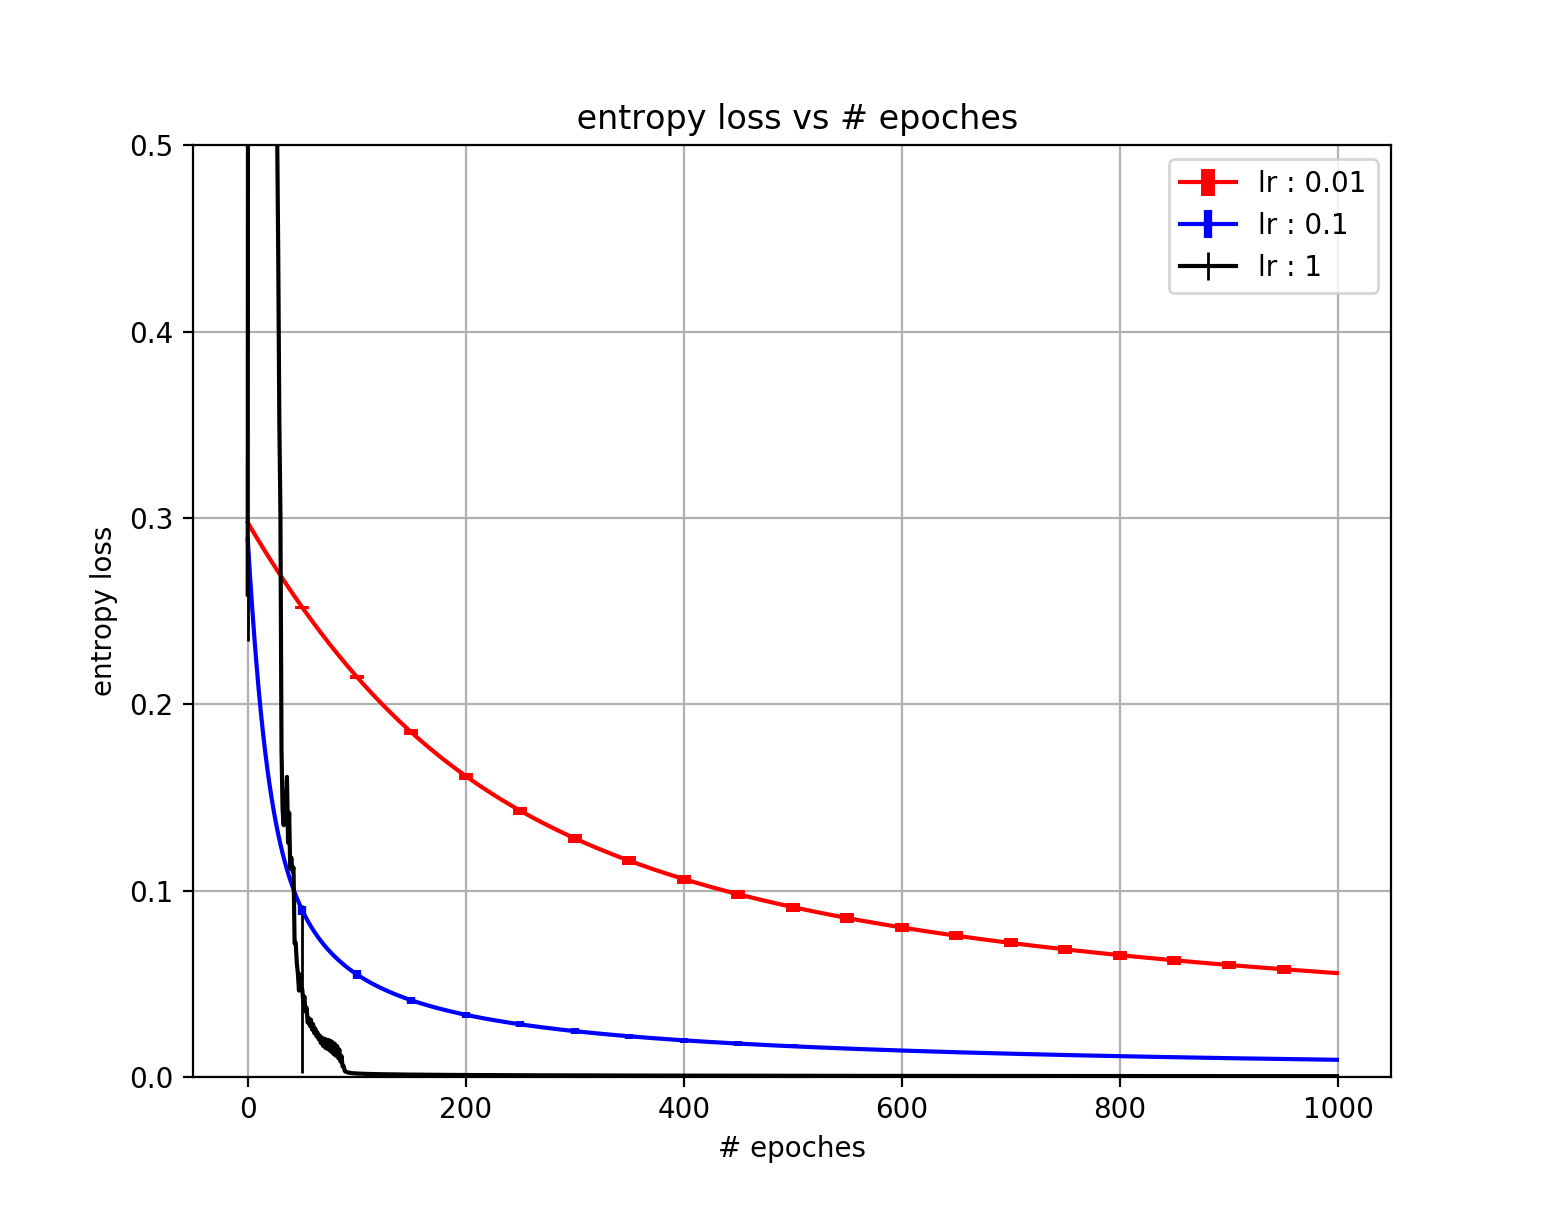 entropy loss vs # epoches
lr : 0.01
lr : 0.1
lr : 1
entropy loss
0.5
0.4
0.3
0.2
0.1
0.0
0 200 400 600 800 1000
# epoches